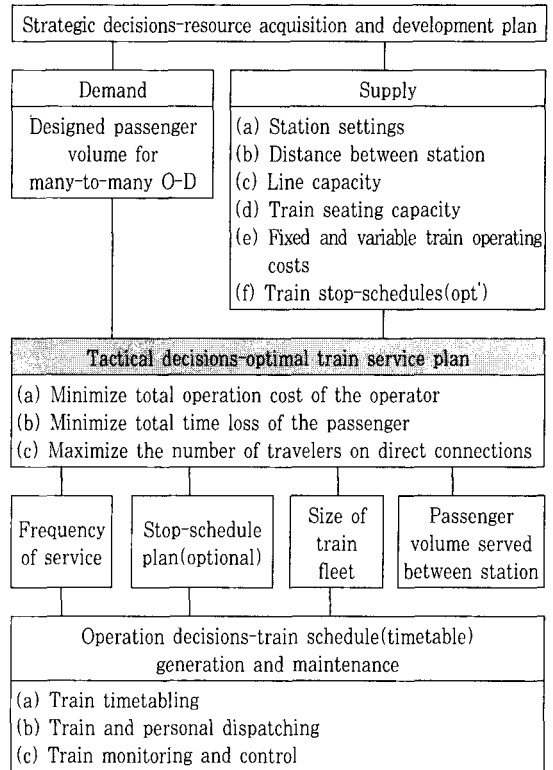 Strategic decisions-resource acquisition and development plan
Demand
Designed passenger
volume for
many-to-many O-D
Supply
(a) Station settings
(b) Distance between station
(c) Line capacity
(d) Train seating capacity
(e) Fixed and variable train operating
costs
(f) Train stop-schedules(opt')
Tactical decisions-optimal train service plan
(a) Minimize total operation cost of the operator
(b) Minimize total time loss of the passenger
(c) Maximize the number of travelers on direct connections
Frequency
of service
Stop-schedule
plan(optional)
Size of
train
fleet
Passenger
volume served
between station
Operation decisions-train schedule(timetable)
generation and maintenance
(a) Train timetabling
(b) Train and personal dispatching
(c) Train monitoring and control